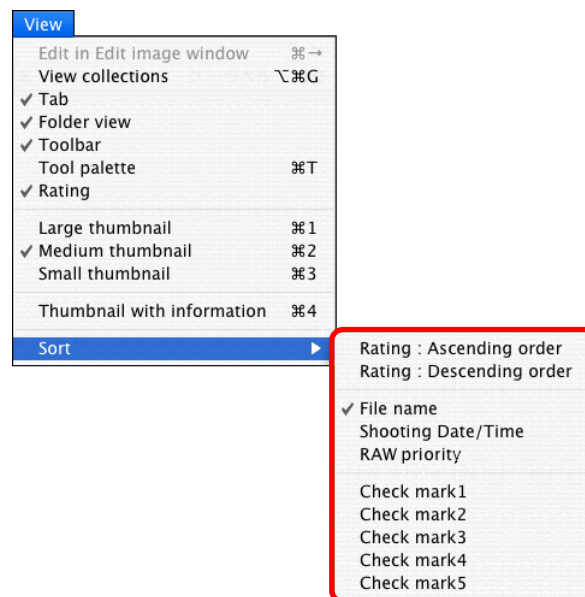 View
Edit in Edit image window ⌘→
View collections ⌥⌘G
✓ Tab
✓ Folder view
✓ Toolbar
Tool palette ⌘T
✓ Rating
Large thumbnail ⌘1
✓ Medium thumbnail ⌘2
Small thumbnail ⌘3
Thumbnail with information ⌘4
Sort ▶
Rating : Ascending order
Rating : Descending order
✓ File name
Shooting Date/Time
RAW priority
Check mark1
Check mark2
Check mark3
Check mark4
Check mark5